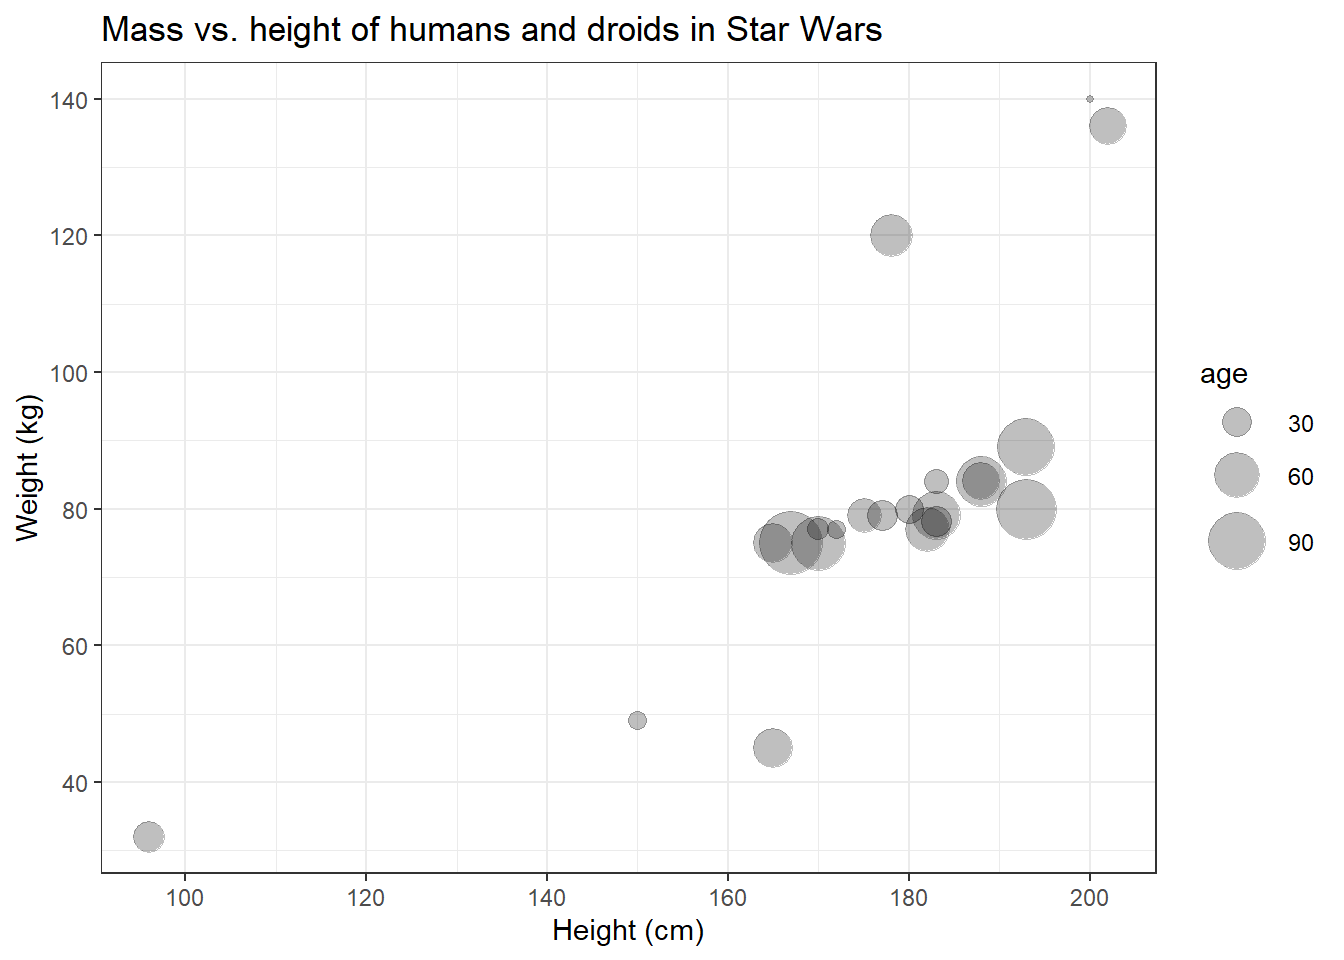 Mass vs. height of humans and droids in Star Wars
140
120
100
80
60
40
Weight (kg)
100 120 140 160 180 200
Height (cm)
age
30
60
90